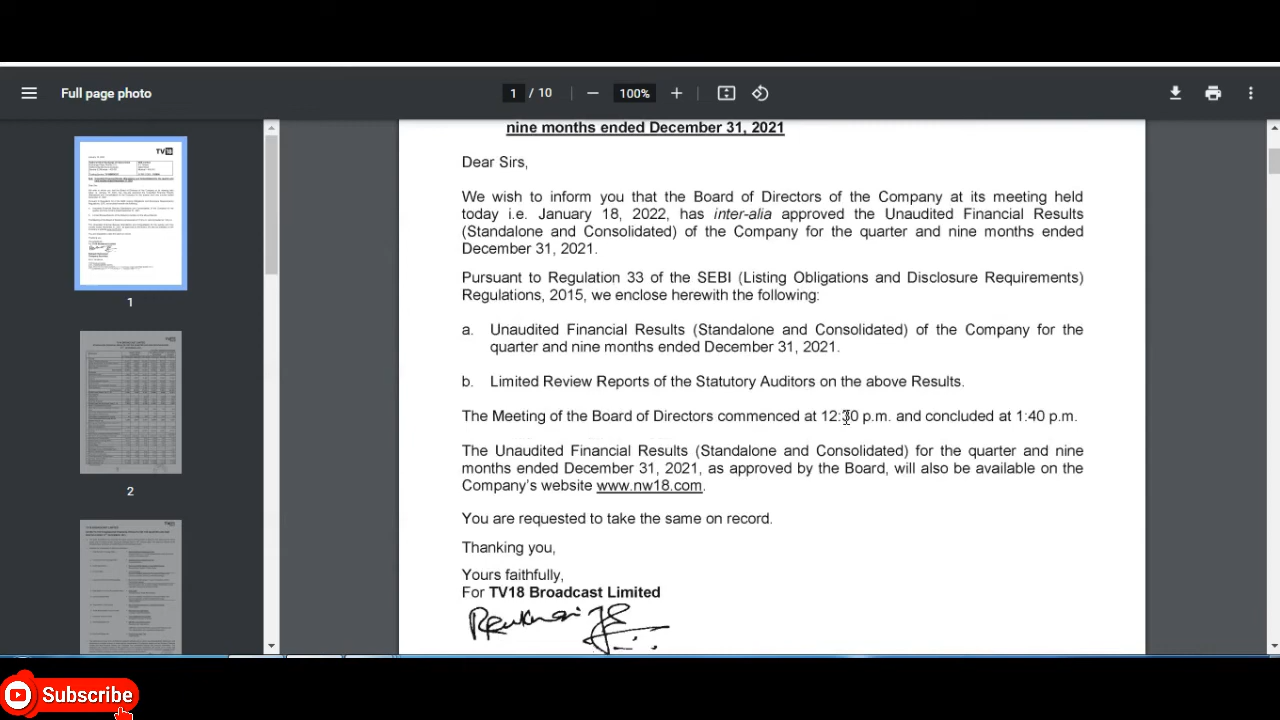 Full page photo
1 / 10
100%
TV18
1
2
nine months ended December 31, 2021
Dear Sirs,
We wish to inform you that the Board of Directors of the Company at its meeting held
today i.e. January 18, 2022, has inter-alia approved the Unaudited Financial Results
(Standalone and Consolidated) of the Company for the quarter and nine months ended
December 31, 2021.
Pursuant to Regulation 33 of the SEBI (Listing Obligations and Disclosure Requirements)
Regulations, 2015, we enclose herewith the following:
a. Unaudited Financial Results (Standalone and Consolidated) of the Company for the
quarter and nine months ended December 31, 2021.
b. Limited Review Reports of the Statutory Auditors on the above Results.
The Meeting of the Board of Directors commenced at 12:30 p.m. and concluded at 1:40 p.m.
The Unaudited Financial Results (Standalone and Consolidated) for the quarter and nine
months ended December 31, 2021, as approved by the Board, will also be available on the
Company's website www.nw18.com.
You are requested to take the same on record.
Thanking you,
Yours faithfully,
For TV18 Broadcast Limited
Subscribe